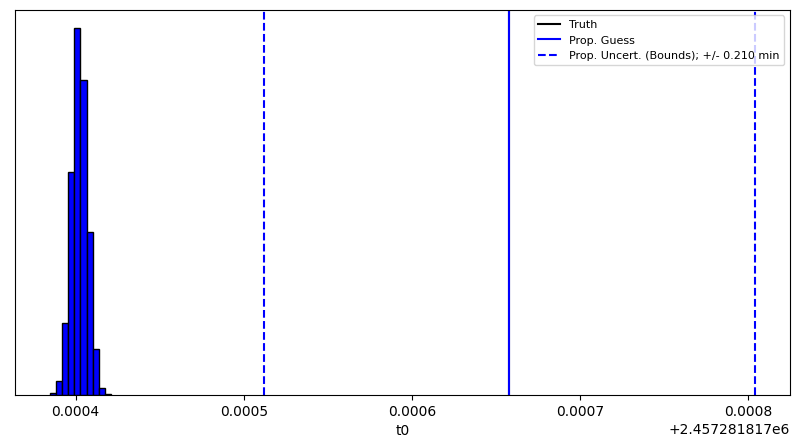 Truth
Prop. Guess
Prop. Uncert. (Bounds); +/- 0.210 min
0.0004 0.0005 0.0006 0.0007 0.0008
t0
+2.457281817e6